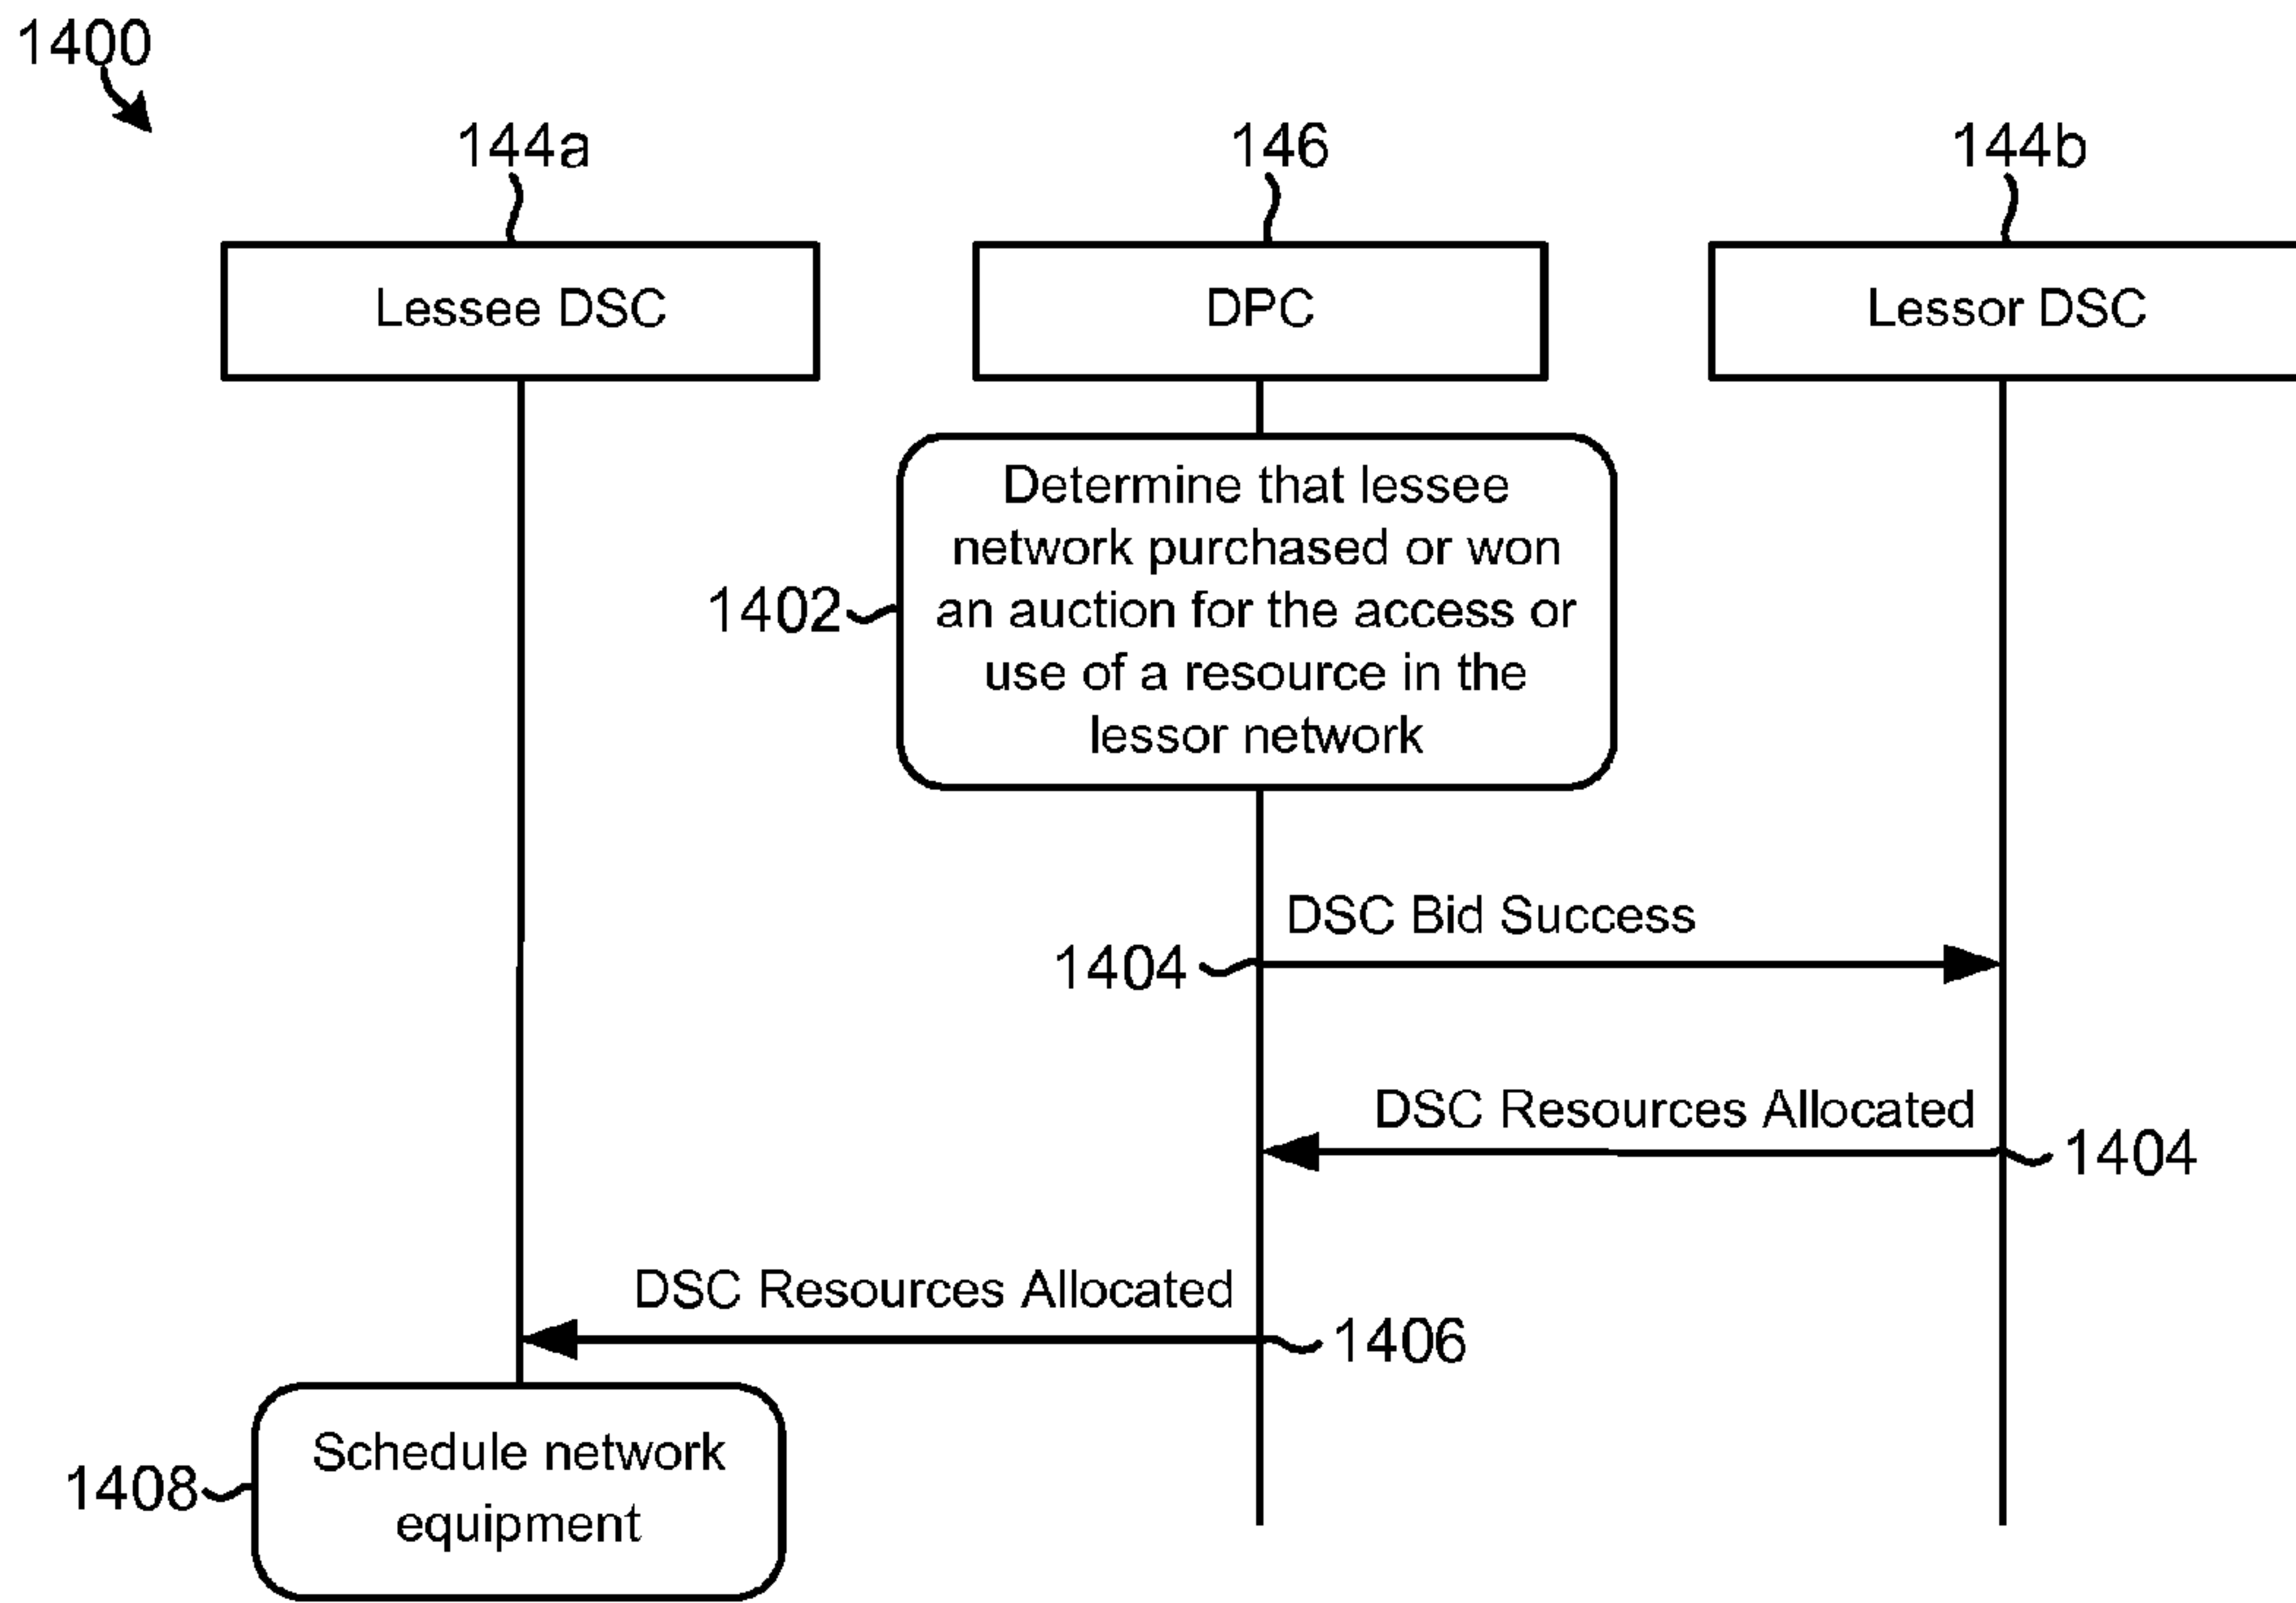 1400
144a
146
144b
Lessee DSC
DPC
Lessor DSC
Determine that lessee
network purchased or won
an auction for the access or
use of a resource in the
lessor network
1402
DSC Bid Success
1404
DSC Resources Allocated
1404
DSC Resources Allocated
1406
Schedule network
equipment
1408